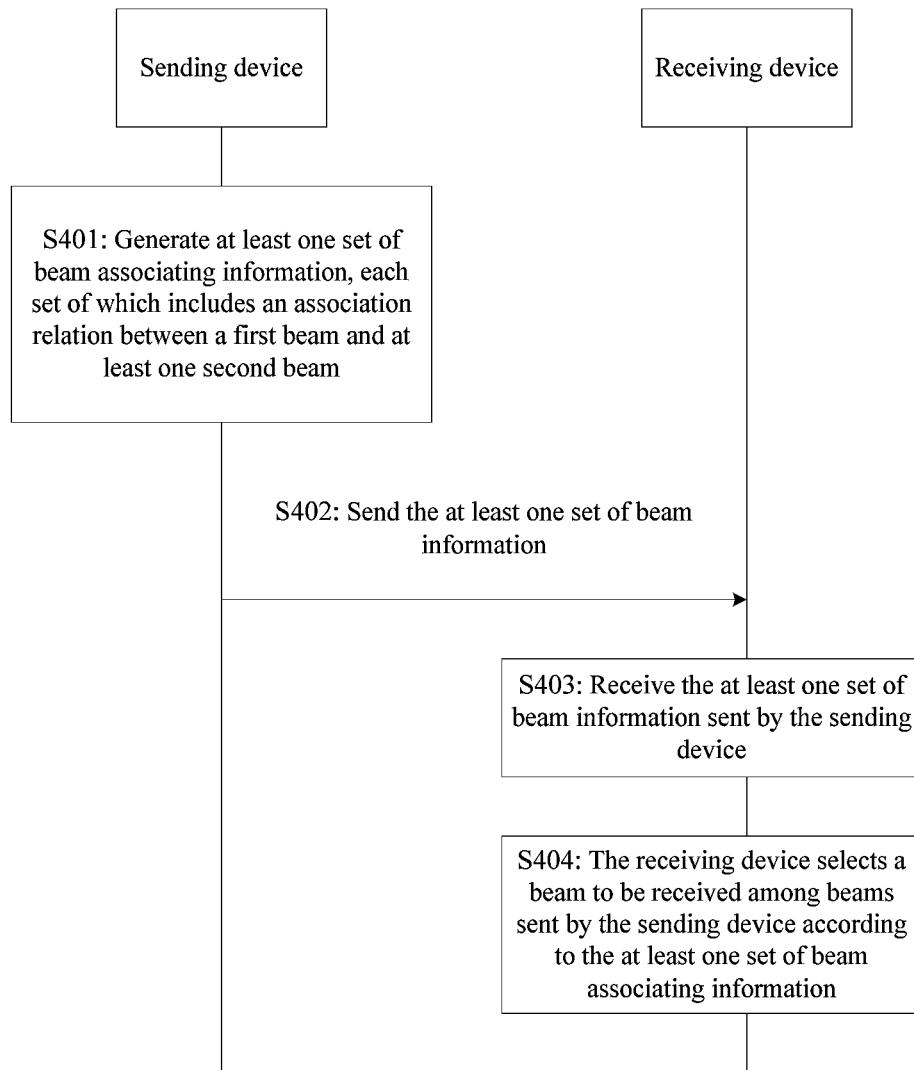 Sending device
Receiving device
S401: Generate at least one set of
beam associating information, each
set of which includes an association
relation between a first beam and at
least one second beam
S402: Send the at least one set of beam
information
S403: Receive the at least one set of
beam information sent by the sending
device
S404: The receiving device selects a
beam to be received among beams
sent by the sending device according
to the at least one set of beam
associating information